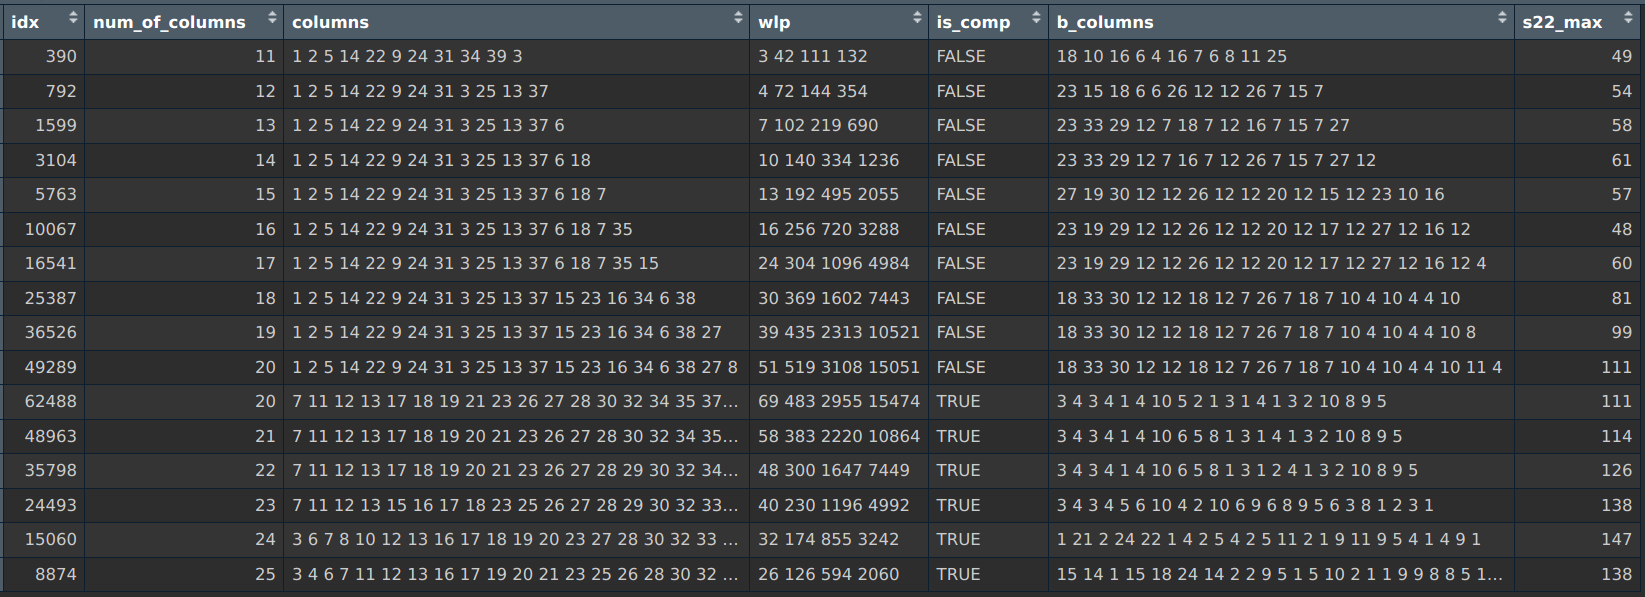 idx num_of_columns columns wlp is_comp b_columns s22_max
390 11 1 2 5 14 22 9 24 31 34 39 3 3 42 111 132 FALSE 18 10 16 6 4 16 7 6 8 11 25 49
792 12 1 2 5 14 22 9 24 31 3 25 13 37 4 72 144 354 FALSE 23 15 18 6 6 26 12 12 26 7 15 7 54
1599 13 1 2 5 14 22 9 24 31 3 25 13 37 6 7 102 219 690 FALSE 23 33 29 12 7 18 7 12 16 7 15 7 27 58
3104 14 1 2 5 14 22 9 24 31 3 25 13 37 6 18 10 140 334 1236 FALSE 23 33 29 12 7 16 7 12 26 7 15 7 27 12 61
5763 15 1 2 5 14 22 9 24 31 3 25 13 37 6 18 7 13 192 495 2055 FALSE 27 19 30 12 12 26 12 12 20 12 15 12 23 10 16 57
10067 16 1 2 5 14 22 9 24 31 3 25 13 37 6 18 7 35 16 256 720 3288 FALSE 23 19 29 12 12 26 12 12 20 12 17 12 27 12 16 12 48
16541 17 1 2 5 14 22 9 24 31 3 25 13 37 6 18 7 35 15 24 304 1096 4984 FALSE 23 19 29 12 12 26 12 12 20 12 17 12 27 12 16 12 4 60
25387 18 1 2 5 14 22 9 24 31 3 25 13 37 15 23 16 34 6 38 30 369 1602 7443 FALSE 18 33 30 12 12 18 12 7 26 7 18 7 10 4 10 4 4 10 81
36526 19 1 2 5 14 22 9 24 31 3 25 13 37 15 23 16 34 6 38 27 39 435 2313 10521 FALSE 18 33 30 12 12 18 12 7 26 7 18 7 10 4 10 4 4 10 8 99
49289 20 1 2 5 14 22 9 24 31 3 25 13 37 15 23 16 34 6 38 27 8 51 519 3108 15051 FALSE 18 33 30 12 12 18 12 7 26 7 18 7 10 4 10 4 4 10 11 4 111
62488 20 7 11 12 13 17 18 19 21 23 26 27 28 30 32 34 35 37... 69 483 2955 15474 TRUE 3 4 3 4 1 4 10 5 2 1 3 1 4 1 3 2 10 8 9 5 111
48963 21 7 11 12 13 17 18 19 20 21 23 26 27 28 30 32 34 35... 58 383 2220 10864 TRUE 3 4 3 4 1 4 10 6 5 8 1 3 1 4 1 3 2 10 8 9 5 114
35798 22 7 11 12 13 17 18 19 20 21 23 26 27 28 29 30 32 34... 48 300 1647 7449 TRUE 3 4 3 4 1 4 10 6 5 8 1 3 1 2 4 1 3 2 10 8 9 5 126
24493 23 7 11 12 13 15 16 17 18 23 25 26 27 28 29 30 32 33... 40 230 1196 4992 TRUE 3 4 3 4 5 6 10 4 2 10 6 9 6 8 9 5 6 3 8 1 2 3 1 138
15060 24 3 6 7 8 10 12 13 16 17 18 19 20 23 27 28 30 32 33 ... 32 174 855 3242 TRUE 1 21 2 24 22 1 4 2 5 4 2 5 11 2 1 9 11 9 5 4 1 4 9 1 147
8874 25 3 4 6 7 11 12 13 16 17 19 20 21 23 25 26 28 30 32 ... 26 126 594 2060 TRUE 15 14 1 15 18 24 14 2 2 9 5 1 5 10 2 1 1 9 9 8 8 5 1... 138